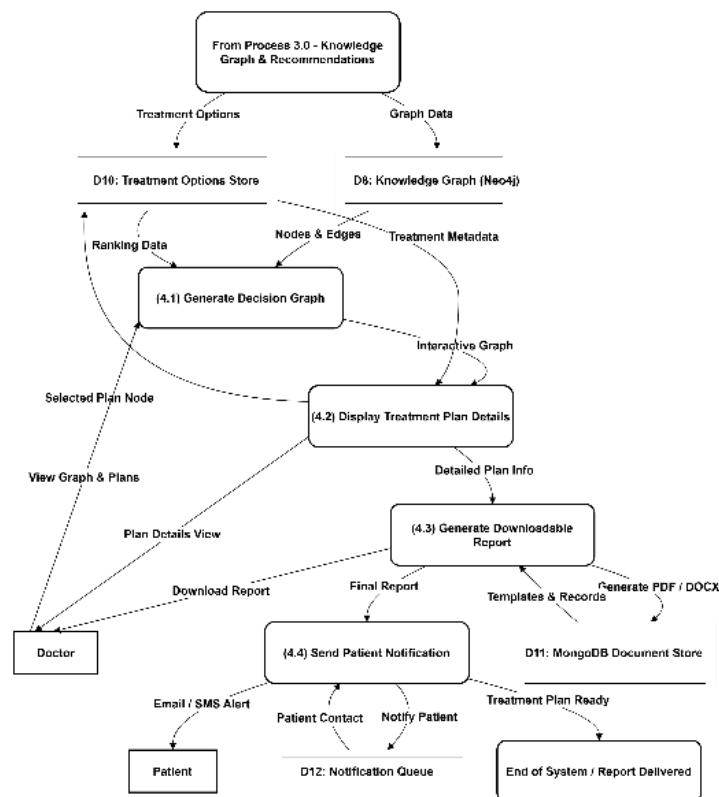 From Process 3.0 - Knowledge
Graph & Recommendations
Treatment Options
Graph Data
D10: Treatment Options Store
D8: Knowledge Graph (Neo4j)
Ranking Data
Nodes & Edges
Treatment Metadata
(4.1) Generate Decision Graph
Interactive Graph
Selected Plan Node
(4.2) Display Treatment Plan Details
View Graph & Plans
Detailed Plan Info
Plan Details View
(4.3) Generate Downloadable
Report
Download Report
Final Report
Generate PDF / DOCX
Templates & Records
Doctor
(4.4) Send Patient Notification
D11: MongoDB Document Store
Email / SMS Alert
Patient Contact
Notify Patient
Treatment Plan Ready
Patient
D12: Notification Queue
End of System / Report Delivered